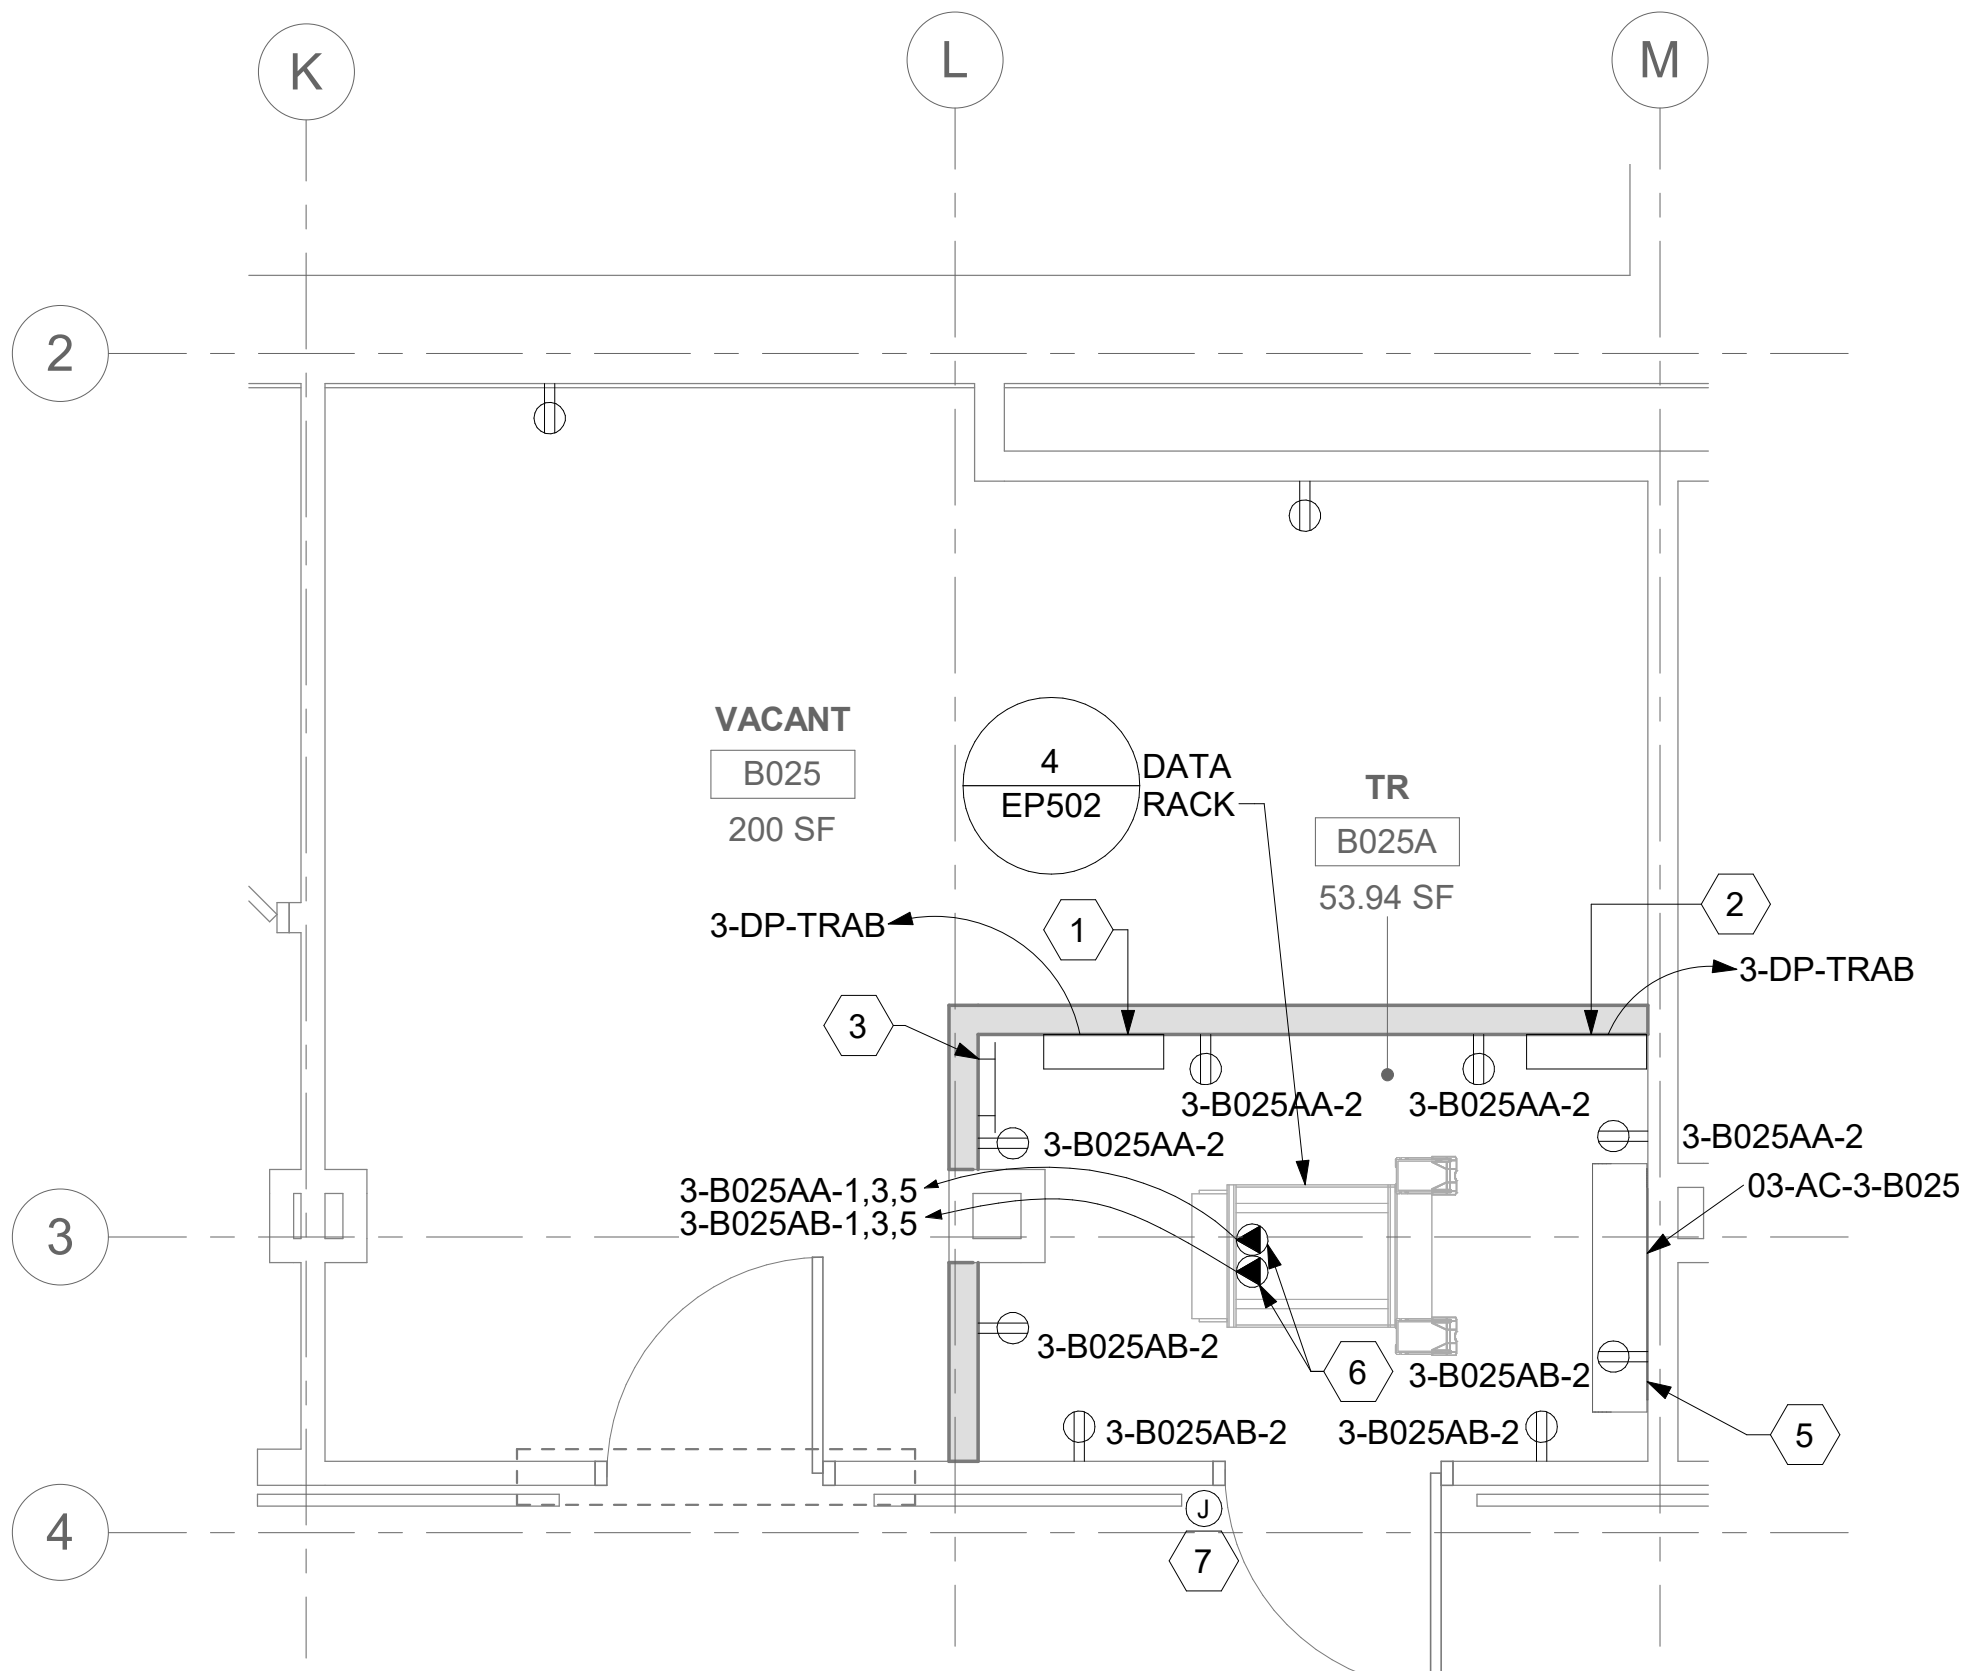 K
L
M
2
VACANT
B025
200 SF
4
EP502
DATA
RACK
TR
B025A
53.94 SF
3-DP-TRAB
1
2
3-DP-TRAB
3
3-B025AA-2
3-B025AA-2
3-B025AA-2
3-B025AA-2
3-B025AA-1,3,5
3-B025AB-1,3,5
03-AC-3-B025
3
3-B025AB-2
6
3-B025AB-2
3-B025AB-2
3-B025AB-2
5
J
4
7